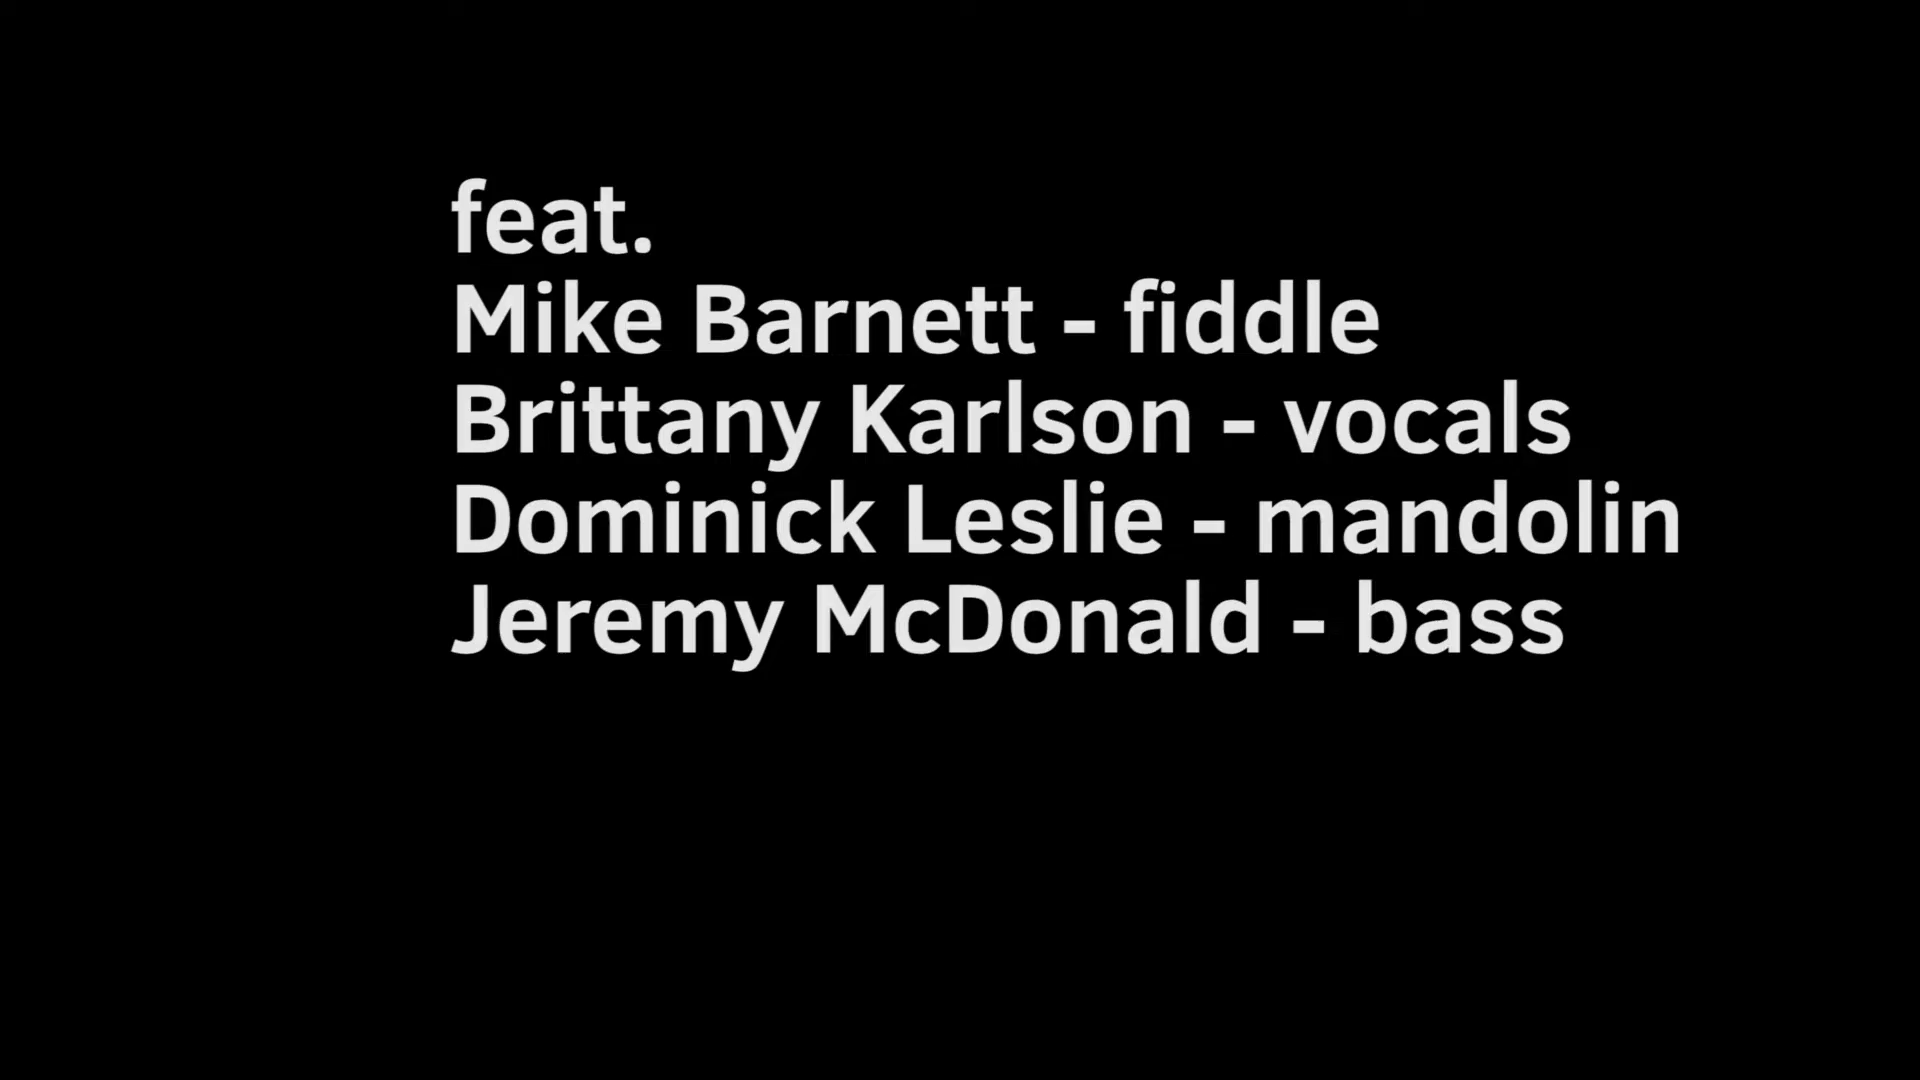 feat.
Mike Barnett - fiddle
Brittany Karlson - vocals
Dominick Leslie - mandolin
Jeremy McDonald - bass